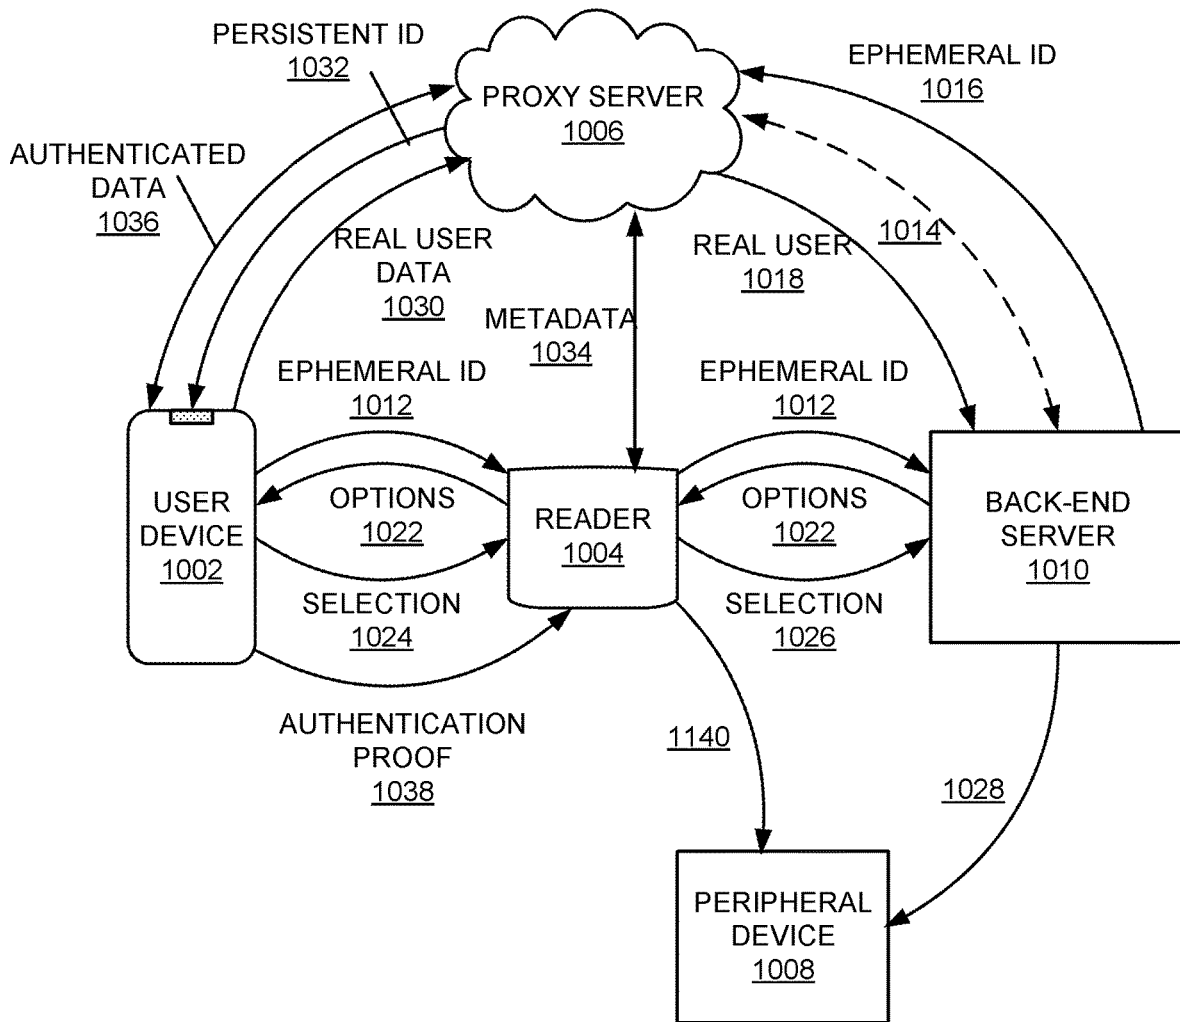 PERSISTENT ID
1032
EPHEMERAL ID
1016
PROXY SERVER
1006
AUTHENTICATED
DATA
1036
REAL USER
DATA
1030
REAL USER
1018
1014
METADATA
1034
EPHEMERAL ID
1012
EPHEMERAL ID
1012
USER
DEVICE
1002
OPTIONS
1022
READER
1004
OPTIONS
1022
BACK-END
SERVER
1010
SELECTION
1024
SELECTION
1026
AUTHENTICATION
PROOF
1038
1140
1028
PERIPHERAL
DEVICE
1008